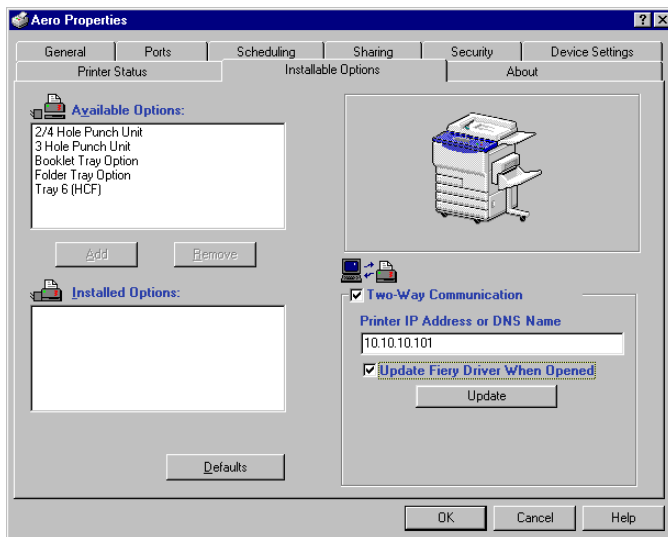 Aero Properties
General Ports Scheduling Sharing Security Device Settings
Printer Status Installable Options About
Available Options:
2/4 Hole Punch Unit
3 Hole Punch Unit
Booklet Tray Option
Folder Tray Option
Tray 6 (HCF)
Add Remove
Installed Options:
Defaults
Two-Way Communication
Printer IP Address or DNS Name
10.10.10.101
Update Fiery Driver When Opened
Update
OK Cancel Help